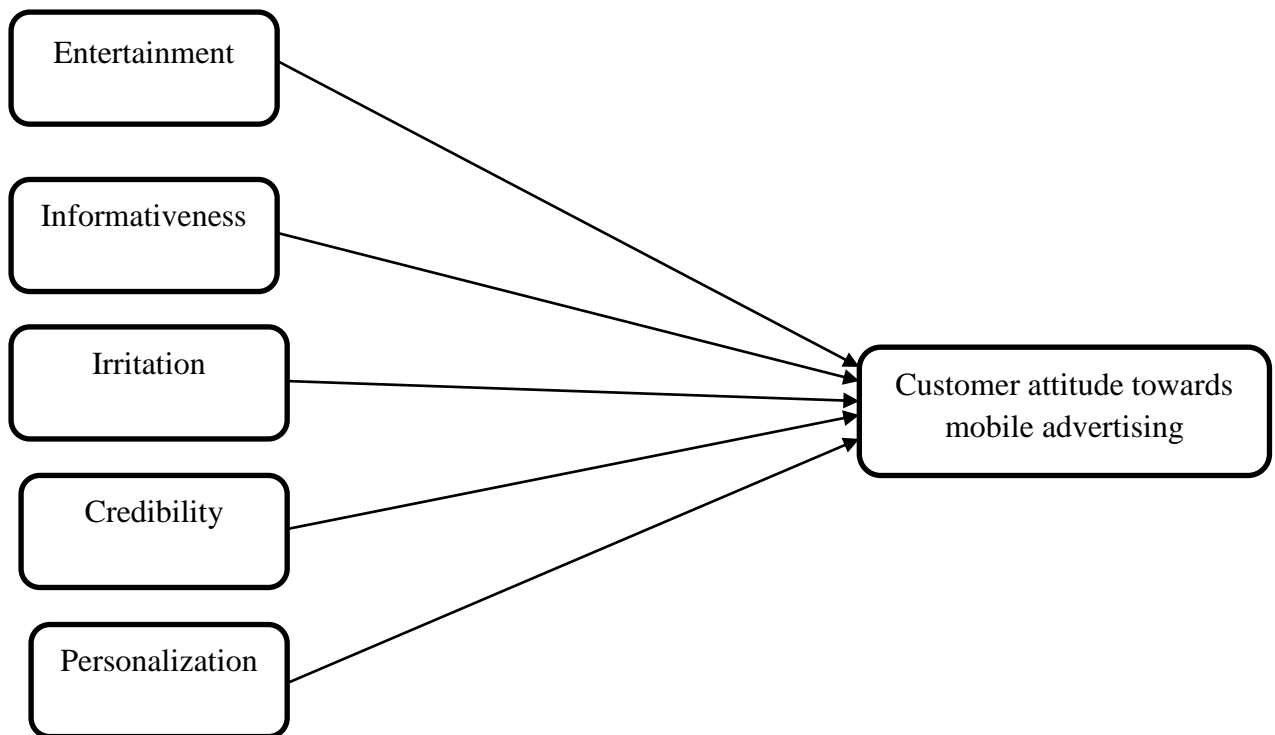 Entertainment
Informativeness
Irritation
Credibility
Personalization
Customer attitude towards
mobile advertising